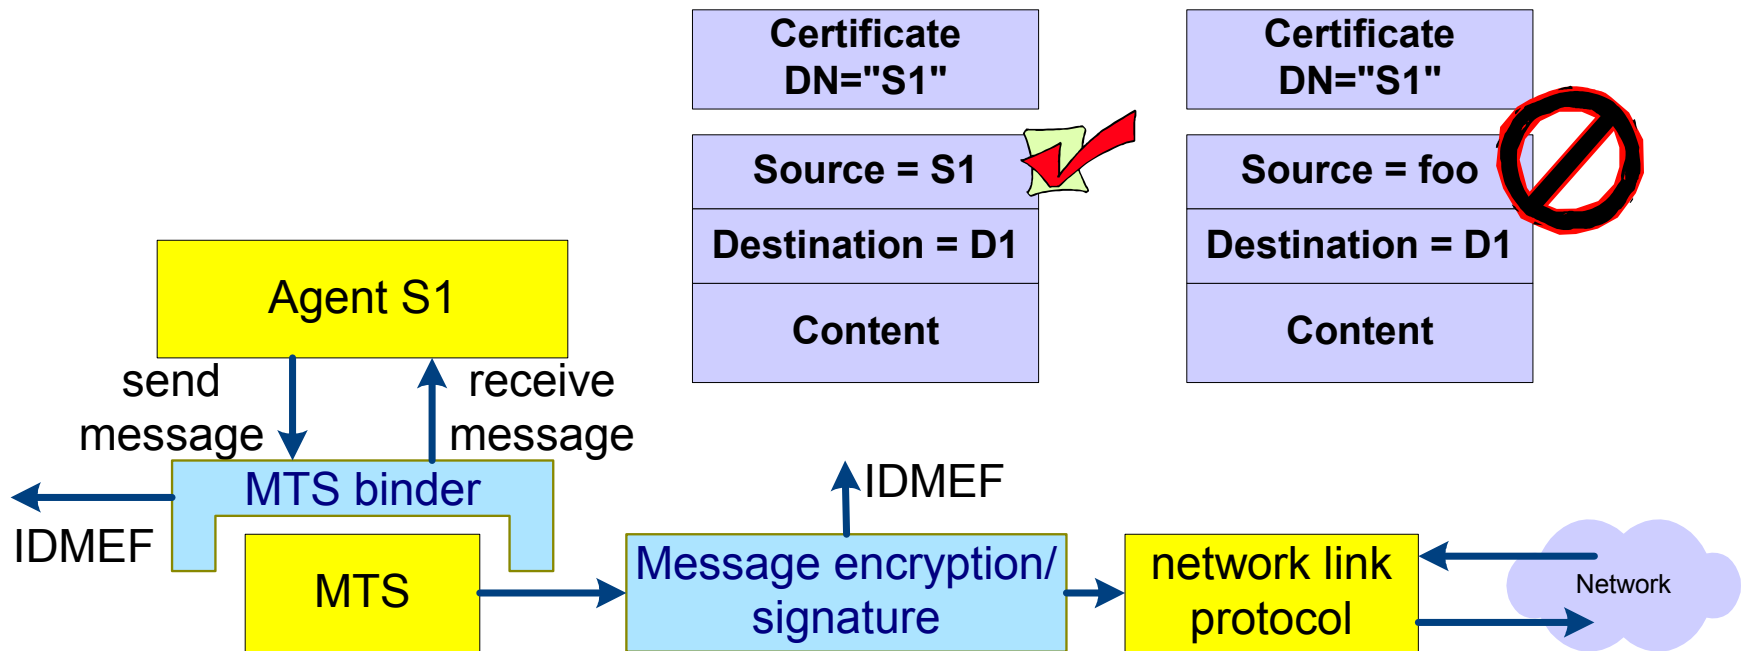 Certificate
DN="S1"
Source = S1
Destination = D1
Content
Certificate
DN="S1"
Source = foo
Destination = D1
Content
Agent S1
send
message
receive
message
MTS binder
IDMEF
MTS
IDMEF
Message encryption/
signature
network link
protocol
Network